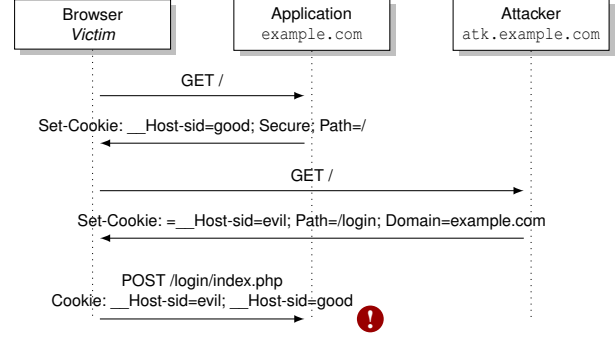 Browser
Victim
Application
example.com
Attacker
atk.example.com
GET /
Set-Cookie: __Host-sid=good; Secure; Path=/
GET /
Set-Cookie: =__Host-sid=evil; Path=/login; Domain=example.com
POST /login/index.php
Cookie: __Host-sid=evil; __Host-sid=good
!